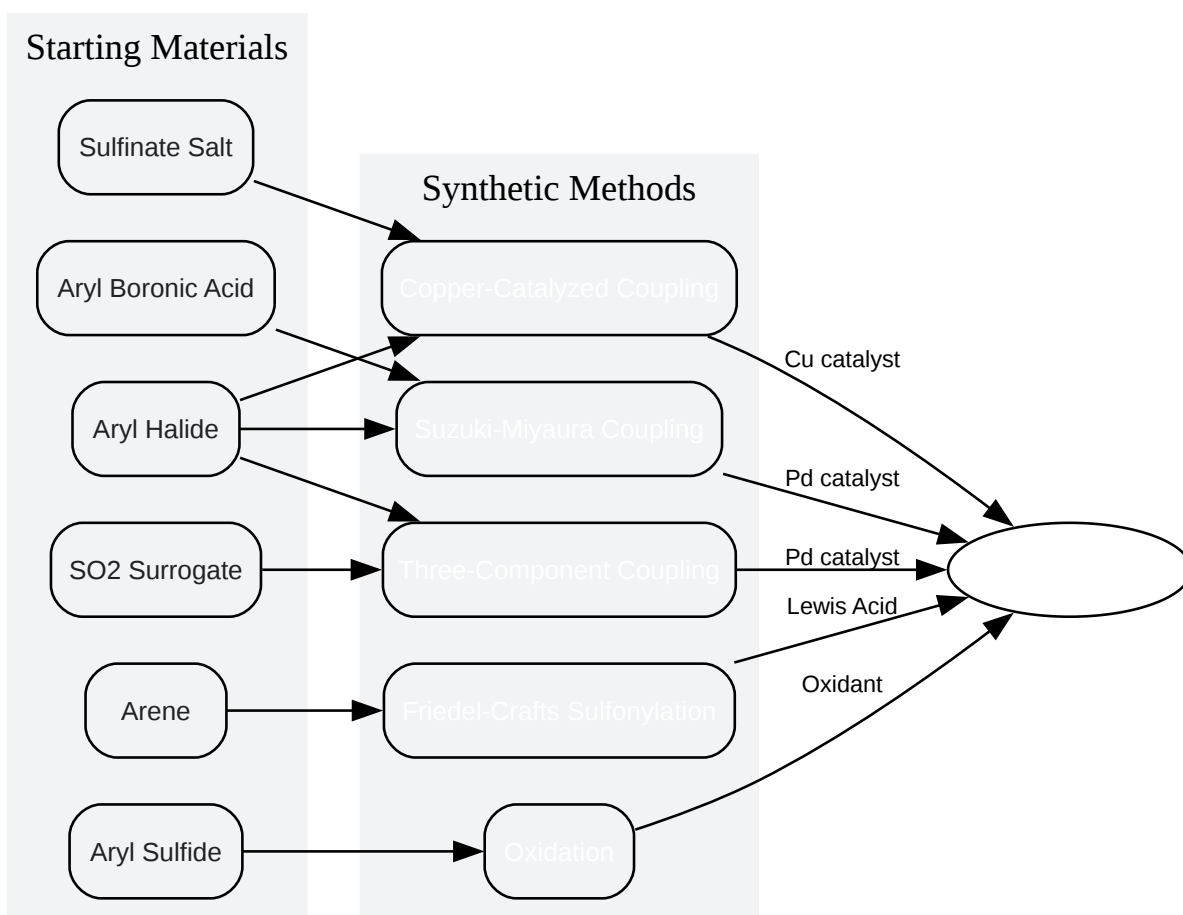 Starting Materials
Sulfinate Salt
Aryl Boronic Acid
Aryl Halide
SO2 Surrogate
Arene
Aryl Sulfide
Synthetic Methods
Copper-Catalyzed Coupling
Suzuki-Miyaura Coupling
Three-Component Coupling
Friedel-Crafts Sulfonylation
Oxidation
Cu catalyst
Pd catalyst
Pd catalyst
Lewis Acid
Oxidant